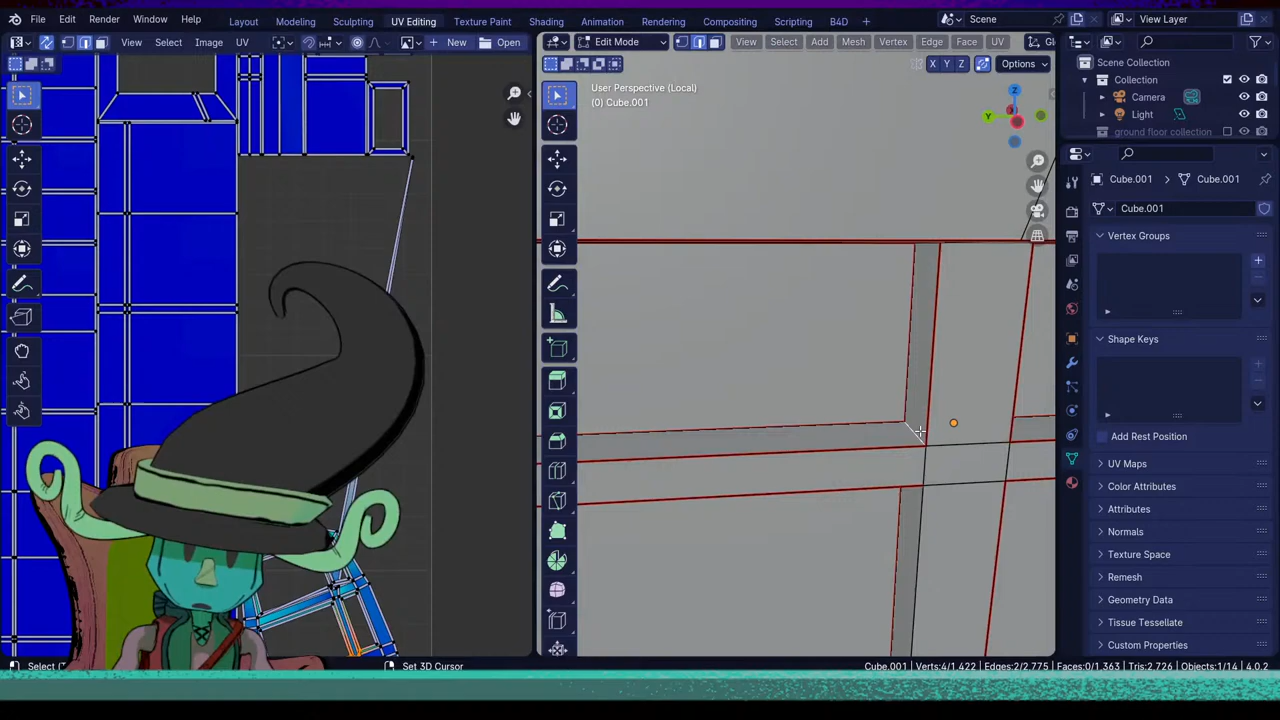 File Edit Render Window Help Layout Modeling Sculpting UV Editing Texture Paint Shading Animation Rendering Compositing Scripting B4D + Scene View Layer
View Select Image UV + New Open
Edit Mode View Select Add Mesh Vertex Edge Face UV Gl
X Y Z Options
User Perspective (Local)
(0) Cube.001
Z
Y
Scene Collection
Collection
Camera
Light
ground floor collection
Cube.001 > Cube.001
Cube.001
Vertex Groups
Shape Keys
Add Rest Position
UV Maps
Color Attributes
Attributes
Normals
Texture Space
Remesh
Geometry Data
Tissue Tessellate
Custom Properties
Select (T Set 3D Cursor Cube.001 | Verts:4/1,422 | Edges:2/2,775 | Faces:0/1,363 | Tris:2,726 | Objects:1/14 | 4.0.2